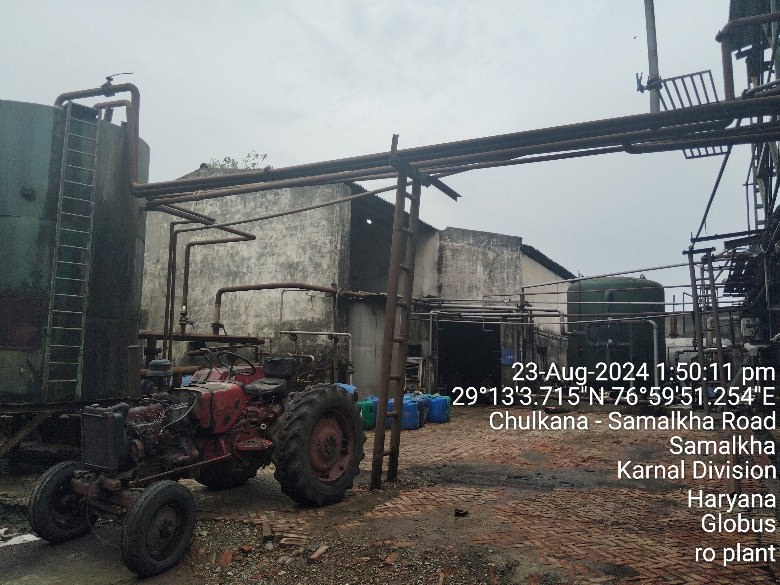 23-Aug-2024 1:50:11 pm
29°13'3.715"N 76°59'51.254"E
Chulkana - Samalkha Road
Samalkha
Karnal Division
Haryana
Globus
ro plant